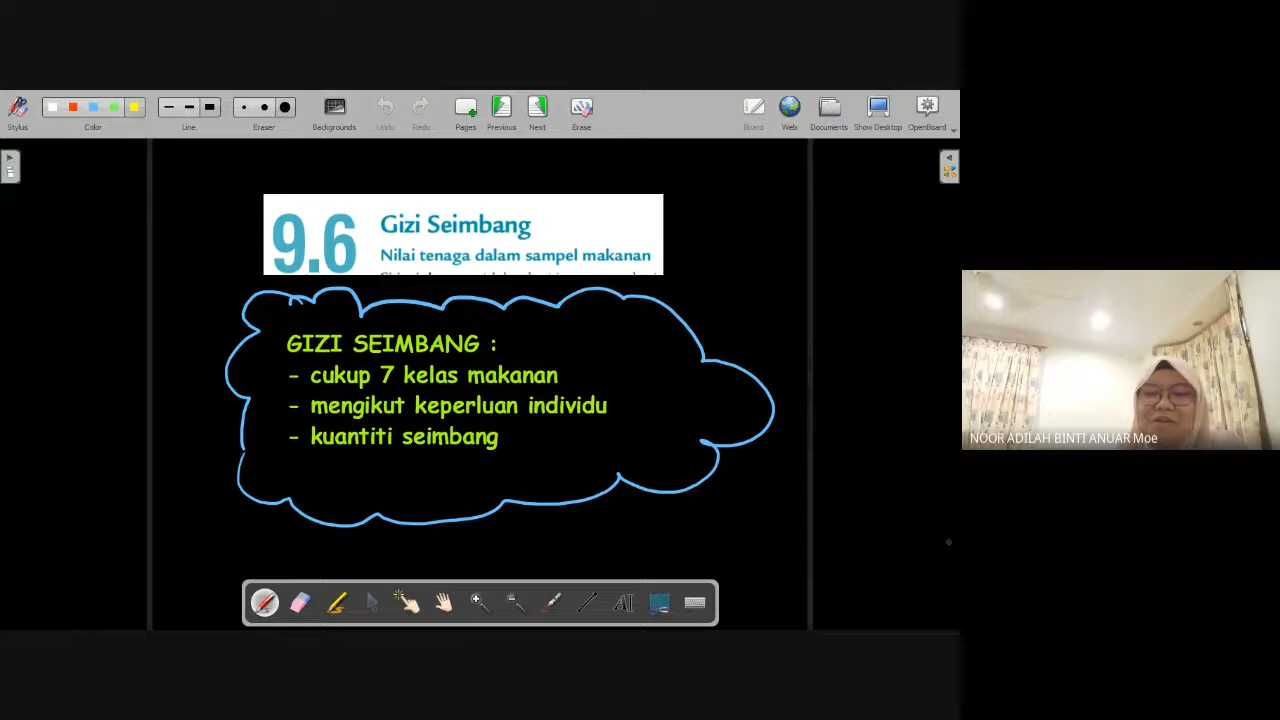 Stylus
Color
Line
Eraser
Backgrounds
Undo
Redo
Pages
Previous
Next
Erase
Board
Web
Documents
Show Desktop
OpenBoard
9.6
Gizi Seimbang
Nilai tenaga dalam sampel makanan
GIZI SEIMBANG :
- cukup 7 kelas makanan
- mengikut keperluan individu
- kuantiti seimbang
AI
NOOR ADILAH BINTI ANUAR Moe